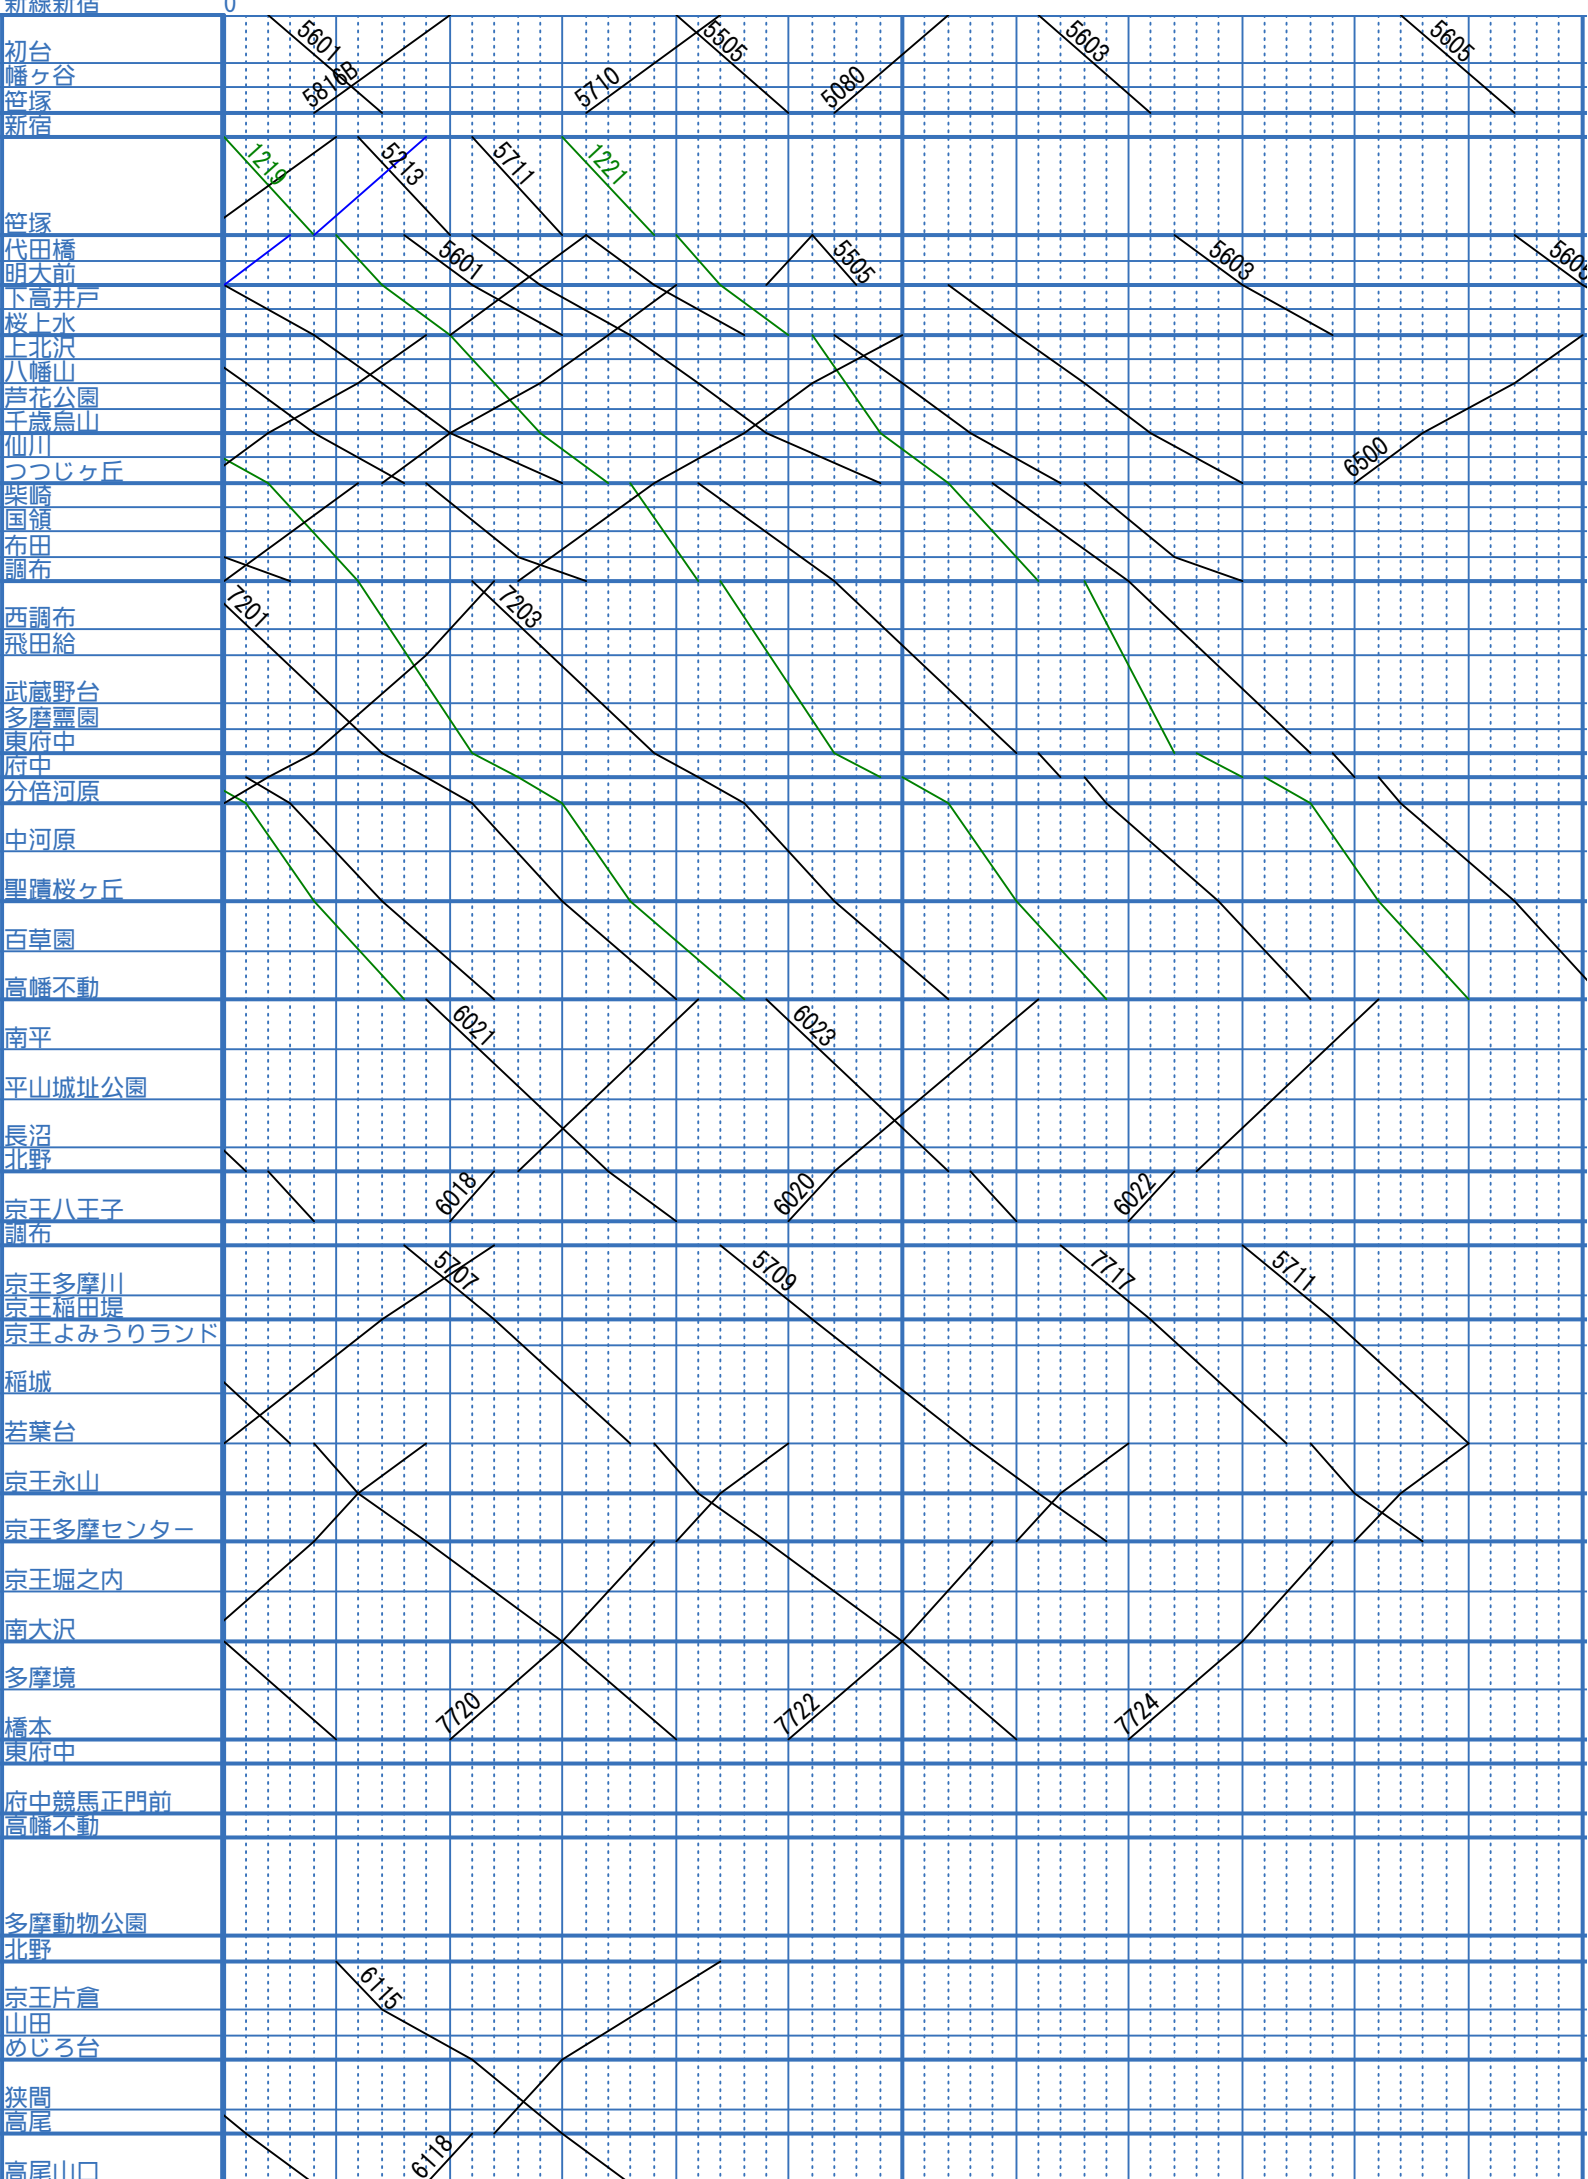 新線新宿 0
初台 5601 5505 5603 5605
幡ヶ谷 5816B 5710 5080
笹塚
新宿
1219 5213 5711 1221
笹塚
代田橋 5601 5505 5603 5605
明大前
下高井戸
桜上水
上北沢
八幡山
芦花公園
千歳烏山
仙川 6500
つつじヶ丘
柴崎
国領
布田
調布
西調布 7201 7203
飛田給
武蔵野台
多磨霊園
東府中
府中
分倍河原
中河原
聖蹟桜ヶ丘
百草園
高幡不動
南平 6021 6023
平山城址公園
長沼
北野
京王八王子 6018 6020 6022
調布
京王多摩川 5707 5709 7717 5711
京王稲田堤
京王よみうりランド
稲城
若葉台
京王永山
京王多摩センター
京王堀之内
南大沢
多摩境
橋本 7720 7722 7724
東府中
府中競馬正門前
高幡不動
多摩動物公園
北野
京王片倉 6115
山田
めじろ台
狭間
高尾
高尾山口 6118